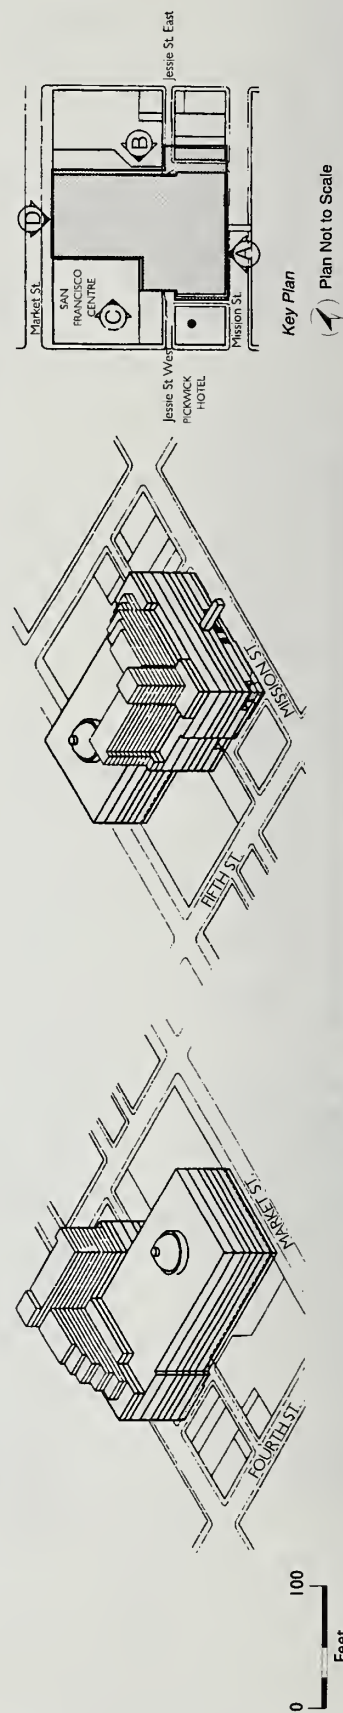 0 100
Feet
FOURTH ST.
MARKET ST.
FIFTH ST.
MISSION ST.
Market St.
D
SAN
FRANCISCO
CENTRE
C
B
Jessie St West
Jessie St. East
PICKWICK
HOTEL
Mission St.
A
Key Plan
Plan Not to Scale